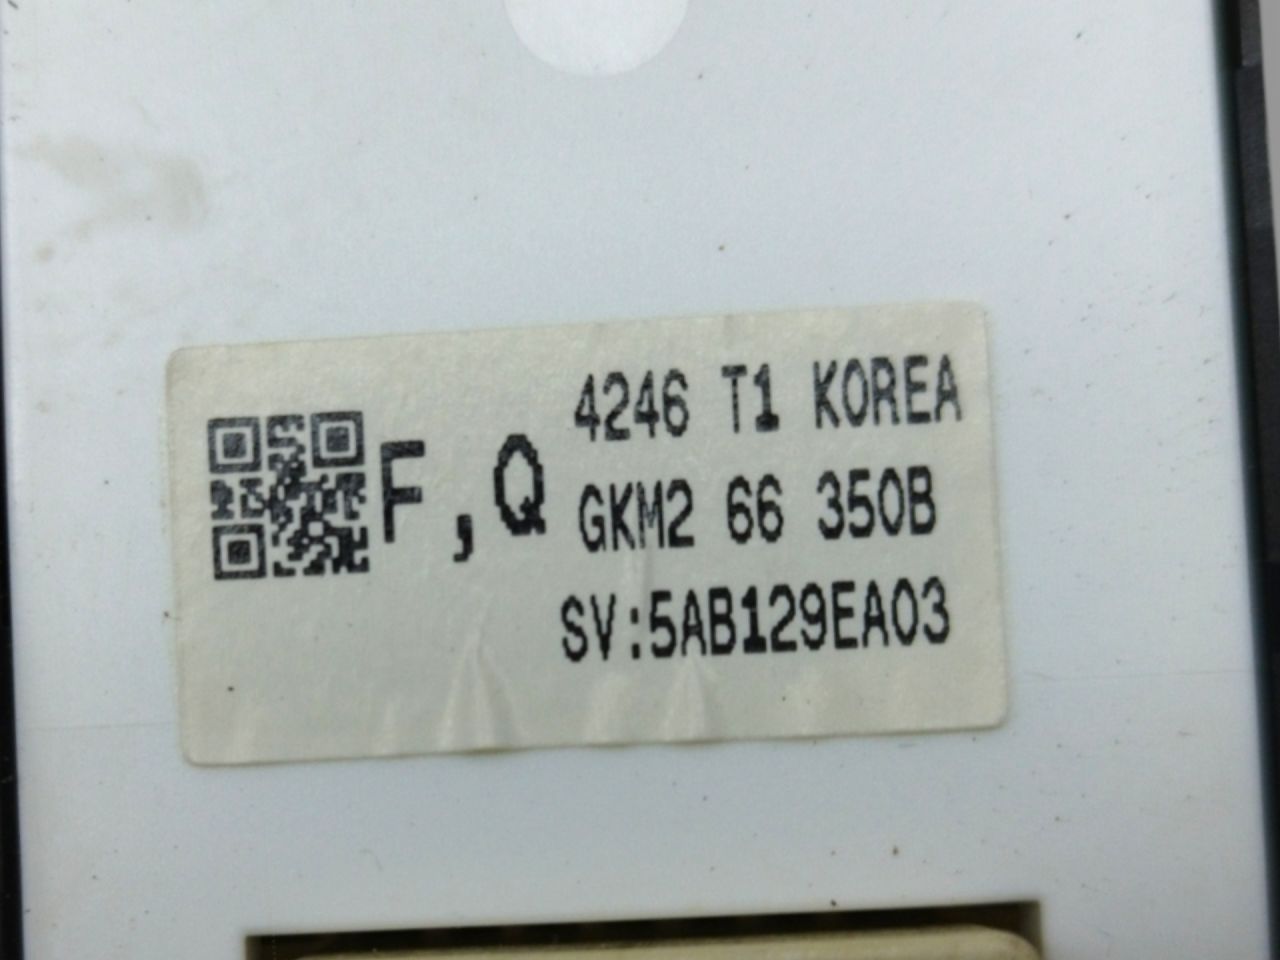 F,Q
4246 T1 KOREA
GKM2 66 350B
SV:5AB129EA03